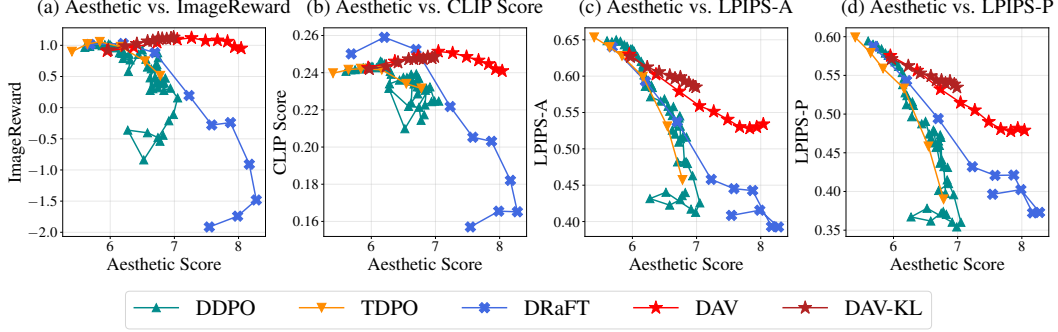 (a) Aesthetic vs. ImageReward
(b) Aesthetic vs. CLIP Score
(c) Aesthetic vs. LPIPS-A
(d) Aesthetic vs. LPIPS-P
ImageReward
1.0
0.5
0.0
−0.5
−1.0
−1.5
−2.0
6 7 8
Aesthetic Score
CLIP Score
0.26
0.24
0.22
0.20
0.18
0.16
6 7 8
Aesthetic Score
LPIPS-A
0.65
0.60
0.55
0.50
0.45
0.40
6 7 8
Aesthetic Score
LPIPS-P
0.60
0.55
0.50
0.45
0.40
0.35
6 7 8
Aesthetic Score
DDPO TDPO DRaFT DAV DAV-KL